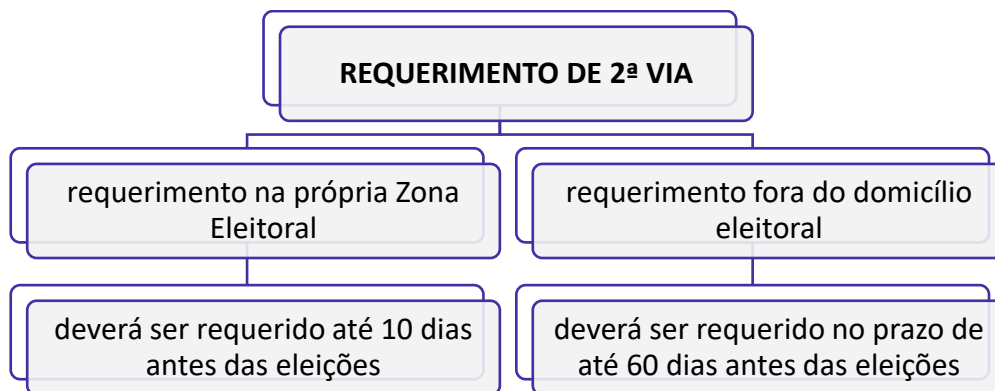 REQUERIMENTO DE 2ª VIA
requerimento na própria Zona
Eleitoral
requerimento fora do domicílio
eleitoral
deverá ser requerido até 10 dias
antes das eleições
deverá ser requerido no prazo de
até 60 dias antes das eleições